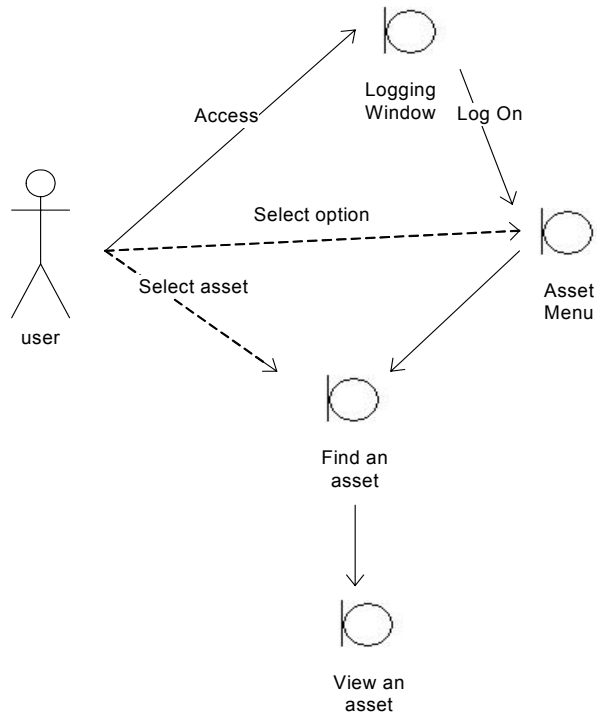 Logging
Window
Access
Log On
Select option
Select asset
Asset
Menu
user
Find an
asset
View an
asset